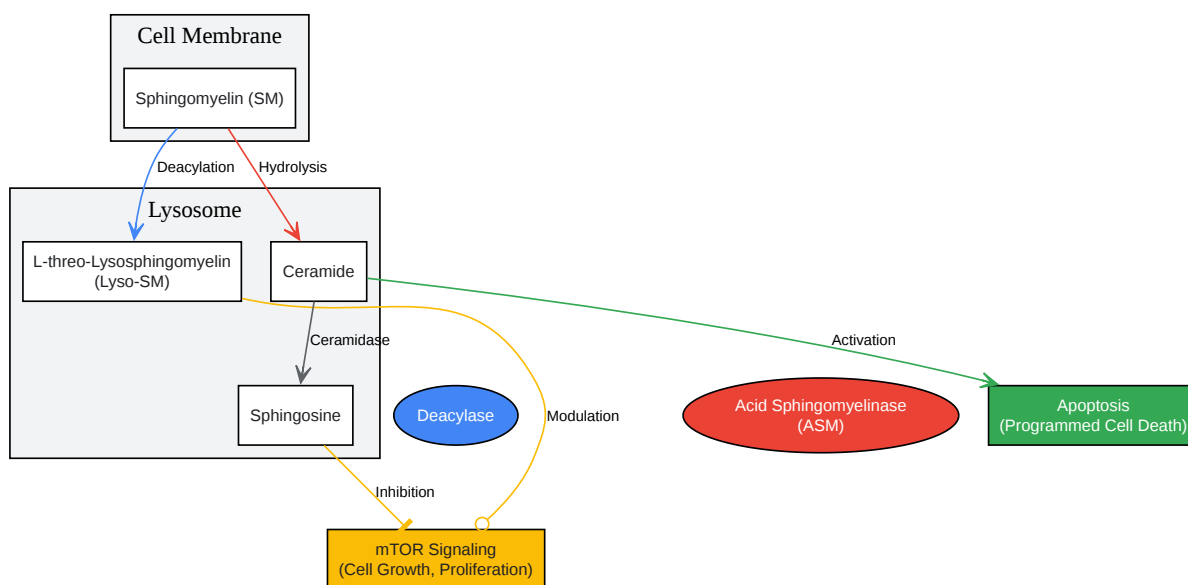 Cell Membrane
Sphingomyelin (SM)
Deacylation
Hydrolysis
Lysosome
L-threo-Lysosphingomyelin
(Lyso-SM)
Ceramide
Ceramidase
Activation
Sphingosine
Deacylase
Modulation
Acid Sphingomyelinase
(ASM)
Apoptosis
(Programmed Cell Death)
Inhibition
mTOR Signaling
(Cell Growth, Proliferation)